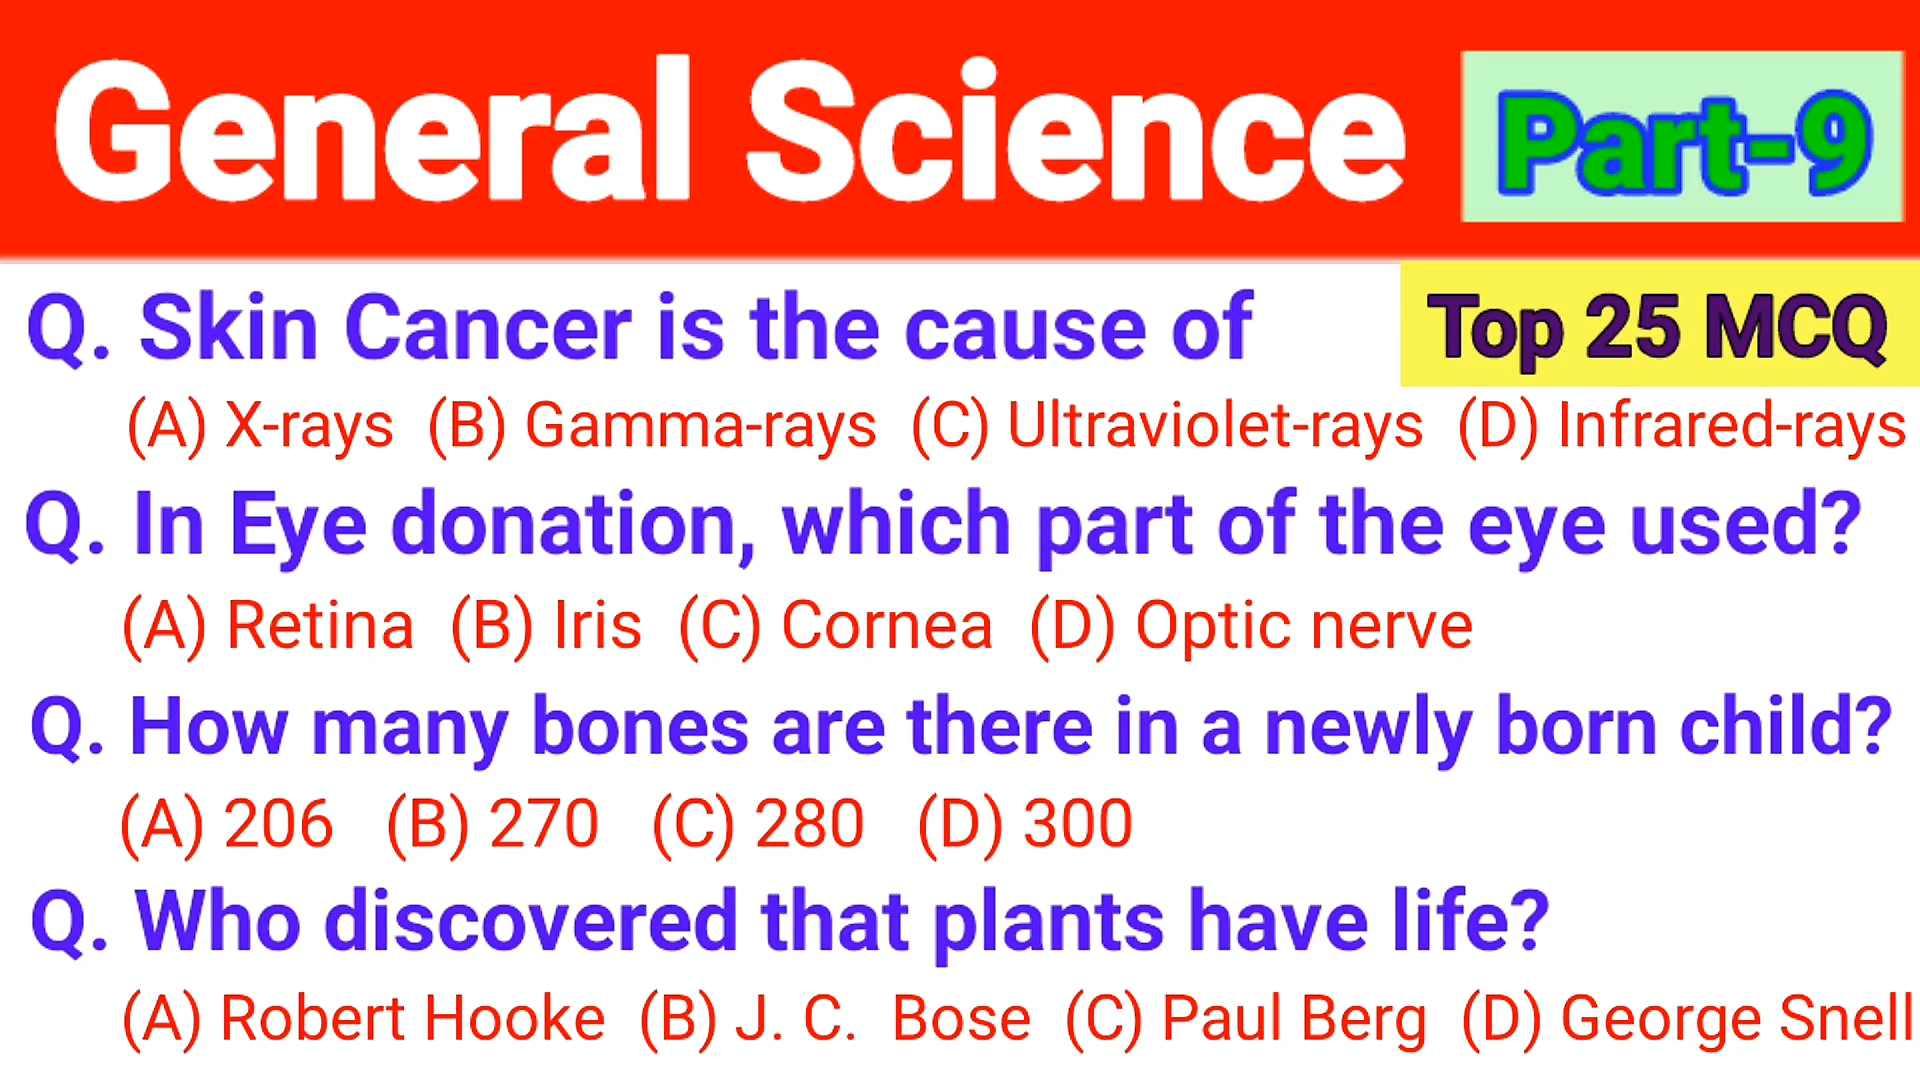 General Science Part-9
Q. Skin Cancer is the cause of Top 25 MCQ
(A) X-rays (B) Gamma-rays (C) Ultraviolet-rays (D) Infrared-rays
Q. In Eye donation, which part of the eye used?
(A) Retina (B) Iris (C) Cornea (D) Optic nerve
Q. How many bones are there in a newly born child?
(A) 206 (B) 270 (C) 280 (D) 300
Q. Who discovered that plants have life?
(A) Robert Hooke (B) J. C. Bose (C) Paul Berg (D) George Snell